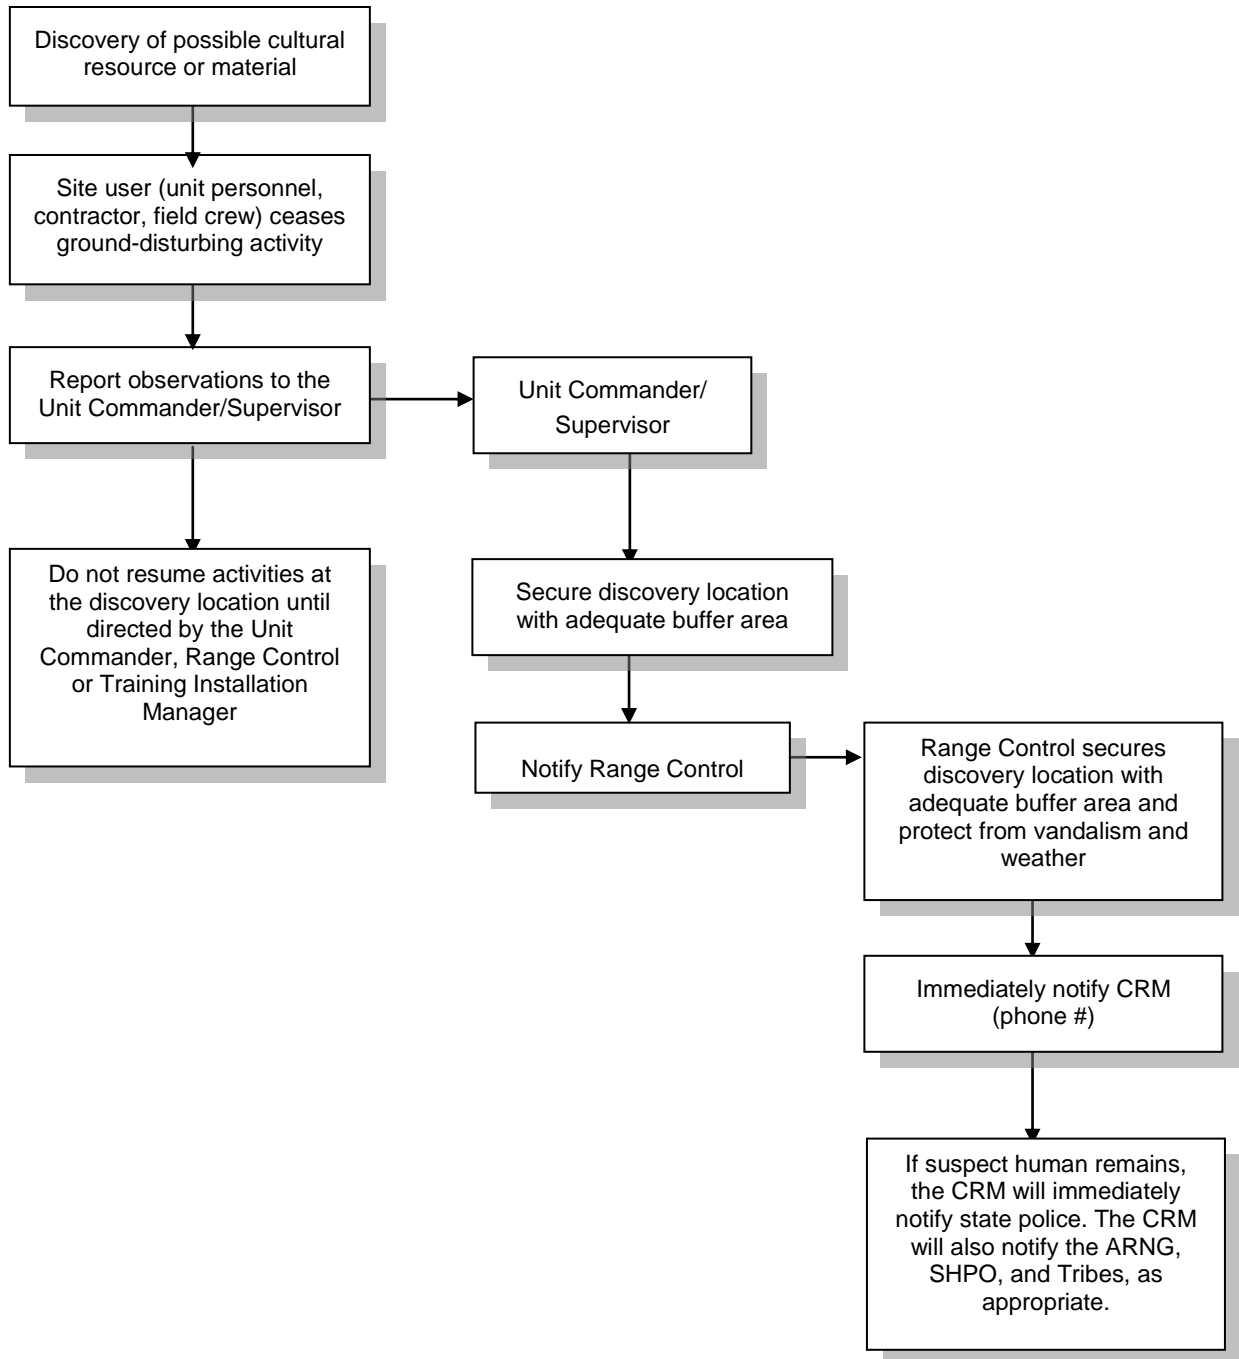 Discovery of possible cultural
resource or material
Site user (unit personnel,
contractor, field crew) ceases
ground-disturbing activity
Report observations to the
Unit Commander/Supervisor
Do not resume activities at
the discovery location until
directed by the Unit
Commander, Range Control
or Training Installation
Manager
Unit Commander/
Supervisor
Secure discovery location
with adequate buffer area
Notify Range Control
Range Control secures
discovery location with
adequate buffer area and
protect from vandalism and
weather
Immediately notify CRM
(phone #)
If suspect human remains,
the CRM will immediately
notify state police. The CRM
will also notify the ARNG,
SHPO, and Tribes, as
appropriate.